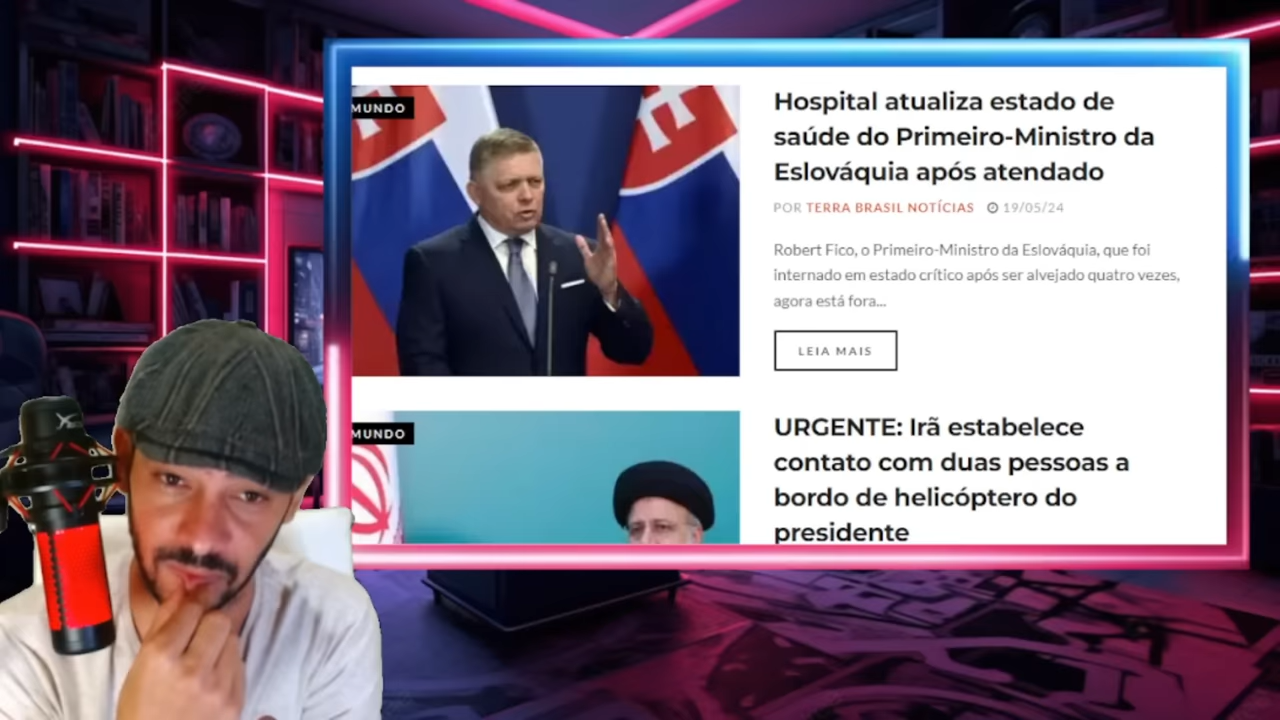 MUNDO
Hospital atualiza estado de
saúde do Primeiro-Ministro da
Eslováquia após atendado
POR TERRA BRASIL NOTÍCIAS 19/05/24
Robert Fico, o Primeiro-Ministro da Eslováquia, que foi
internado em estado crítico após ser alvejado quatro vezes,
agora está fora...
LEIA MAIS
MUNDO
URGENTE: Irã estabelece
contato com duas pessoas a
bordo de helicóptero do
presidente